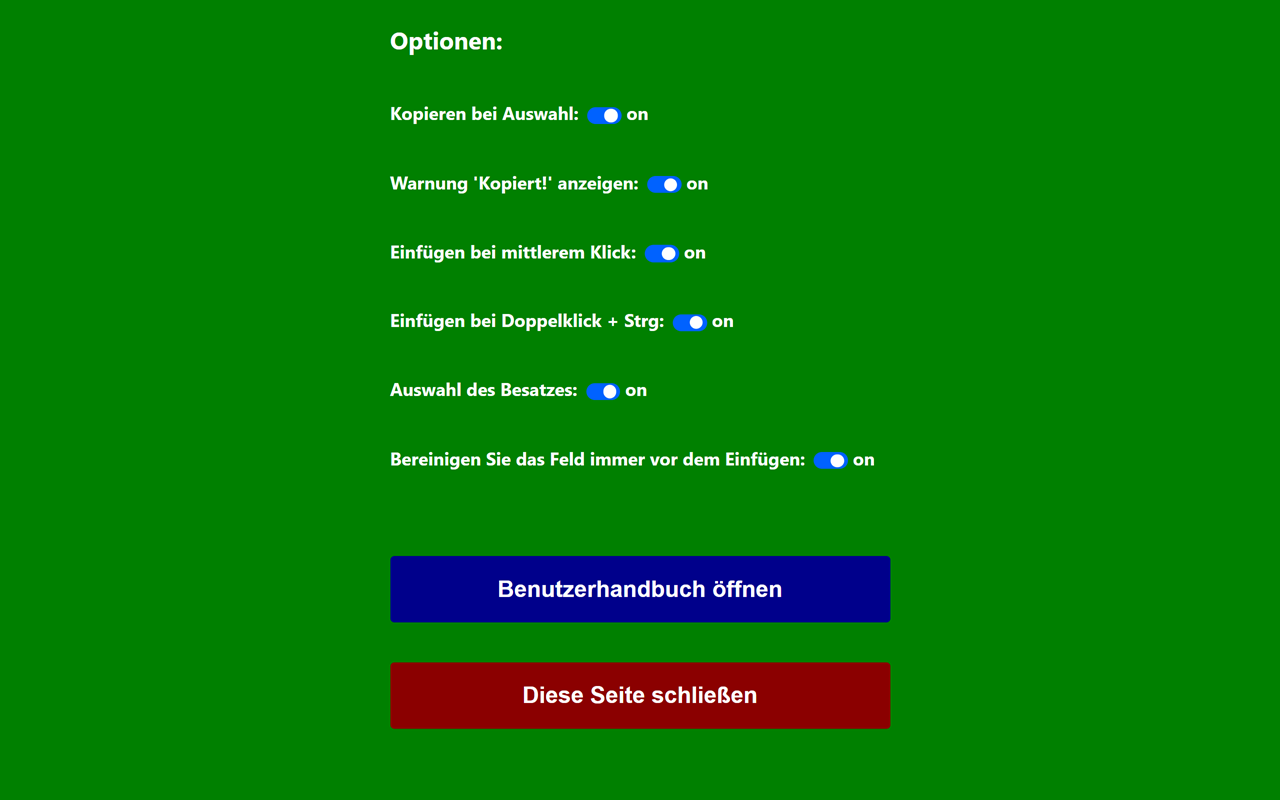 Optionen:
Kopieren bei Auswahl: on
Warnung 'Kopiert!' anzeigen: on
Einfügen bei mittlerem Klick: on
Einfügen bei Doppelklick + Strg: on
Auswahl des Besatzes: on
Bereinigen Sie das Feld immer vor dem Einfügen: on
Benutzerhandbuch öffnen
Diese Seite schließen